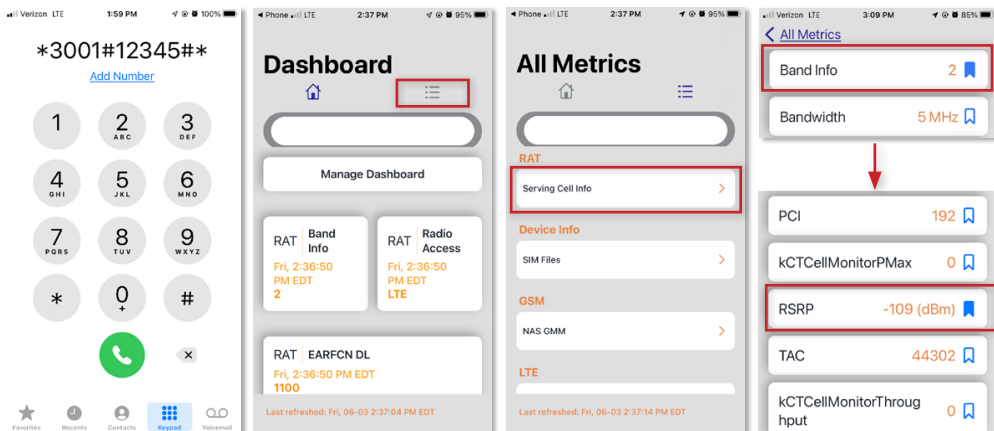 Verizon LTE 1:59 PM 100%
*3001#12345#*
Add Number
1
2
ABC
3
DEF
4
GHI
5
JKL
6
MNO
7
PQRS
8
TUV
9
WXYZ
*
0
+
#
Favorites Recents Contacts Keypad Voicemail
Phone LTE 2:37 PM 95%
Dashboard
Manage Dashboard
RAT Band
Info
Fri, 2:36:50
PM EDT
2
RAT Radio
Access
Fri, 2:36:50
PM EDT
LTE
RAT EARFCN DL
Fri, 2:36:50 PM EDT
1100
Last refreshed: Fri, 06-03 2:37:04 PM EDT
Phone LTE 2:37 PM 95%
All Metrics
RAT
Serving Cell Info
Device Info
SIM Files
GSM
NAS GMM
LTE
Last refreshed: Fri, 06-03 2:37:14 PM EDT
Verizon LTE 3:09 PM 85%
All Metrics
Band Info 2
Bandwidth 5 MHz
PCI 192
kCTCellMonitorPMax 0
RSRP -109 (dBm)
TAC 44302
kCTCellMonitorThroug
hput 0